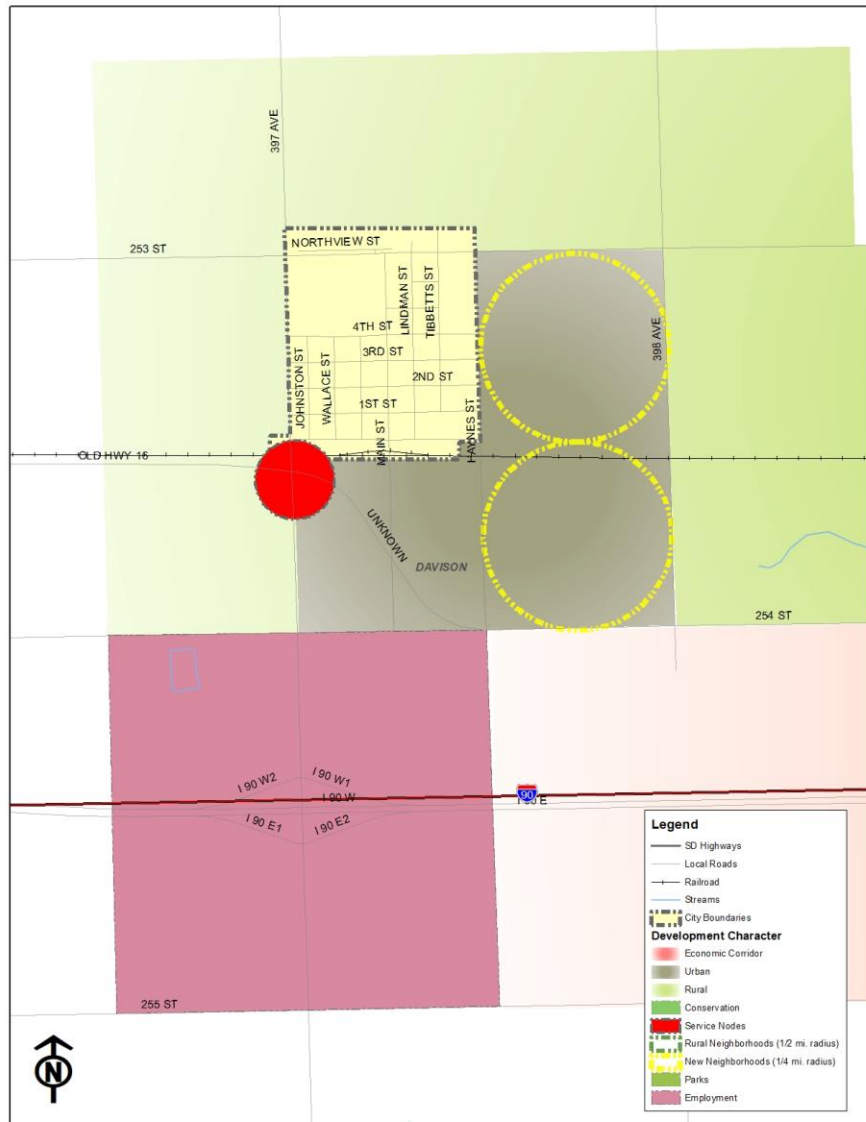 397 AVE
253 ST
NORTHVIEW ST
LINDMAN ST
TIBBETTS ST
398 AVE
4TH ST
3RD ST
JOHNSTON ST
WALLACE ST
2ND ST
1ST ST
MAIN ST
HAYNES ST
OLD HWY 16
UNKNOWN
DAVISON
254 ST
I 90 W2
I 90 W1
I 90 W
90
I 90 E
I 90 E1
I 90 E2
255 ST
N
Legend
SD Highways
Local Roads
Railroad
Streams
City Boundaries
Development Character
Economic Corridor
Urban
Rural
Conservation
Service Nodes
Rural Neighborhoods (1/2 mi. radius)
New Neighborhoods (1/4 mi. radius)
Parks
Employment